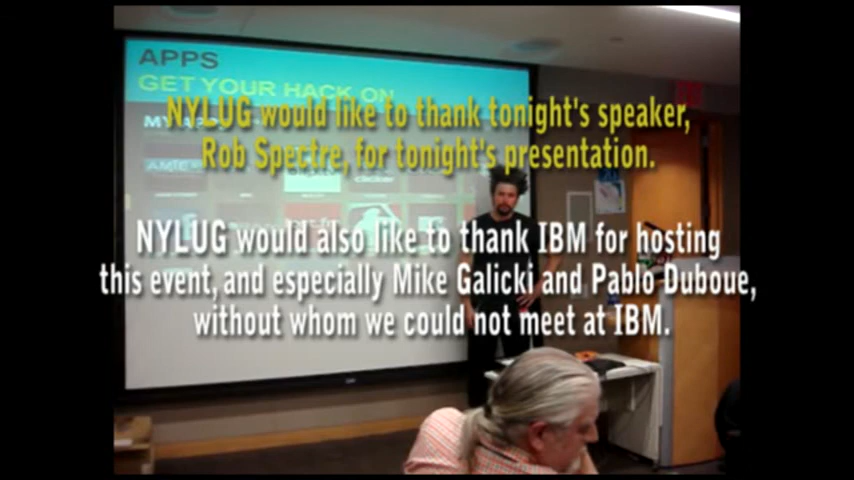 APPS
GET YOUR HACK ON
NYLUG would like to thank tonight's speaker,
Rob Spectre, for tonight's presentation.
NYLUG would also like to thank IBM for hosting
this event, and especially Mike Galicki and Pablo Duboue,
without whom we could not meet at IBM.